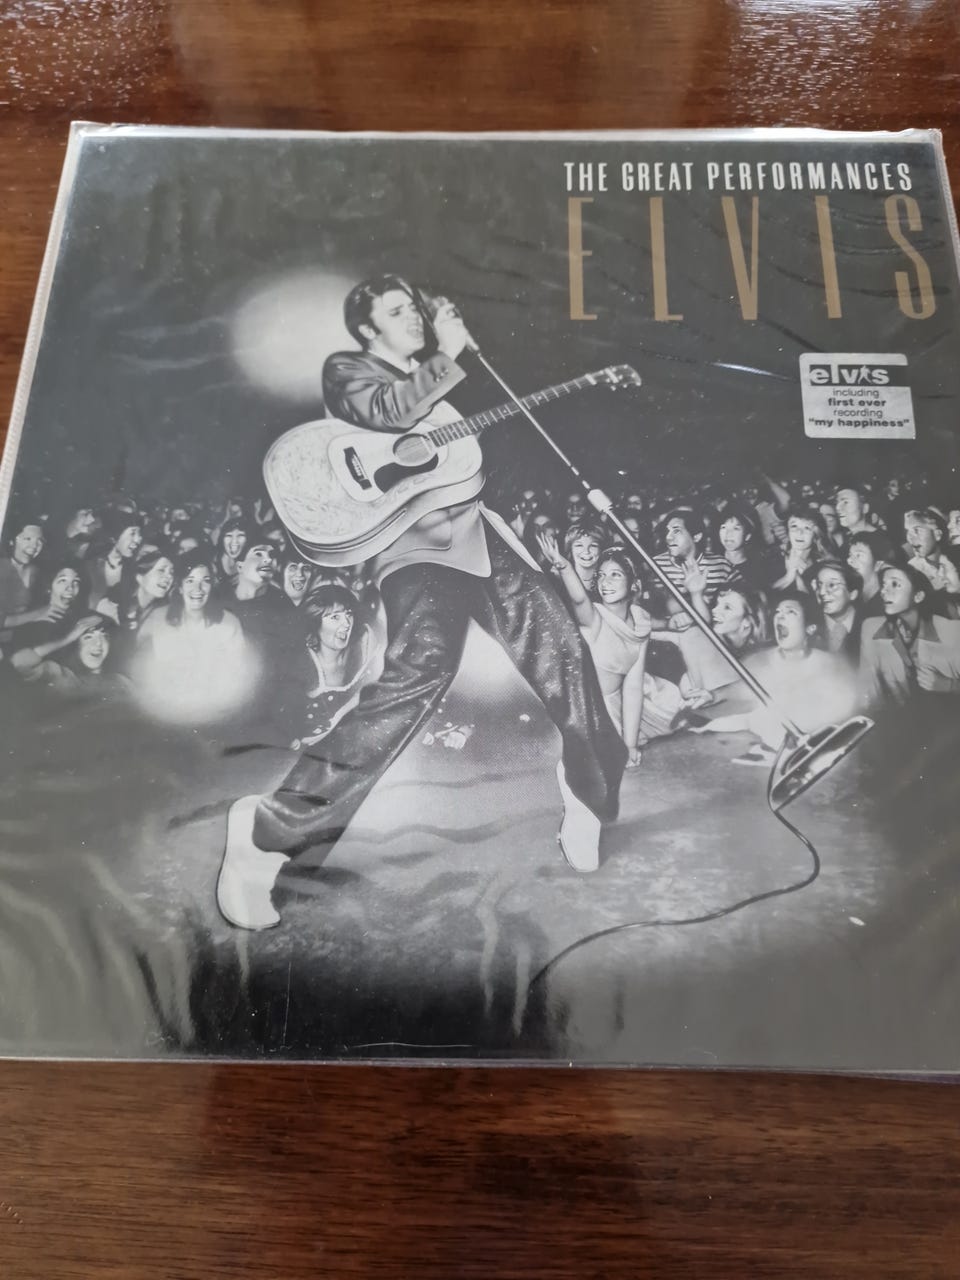 THE GREAT PERFORMANCES
ELVIS
elvis
including
first ever
recording
"my happiness"